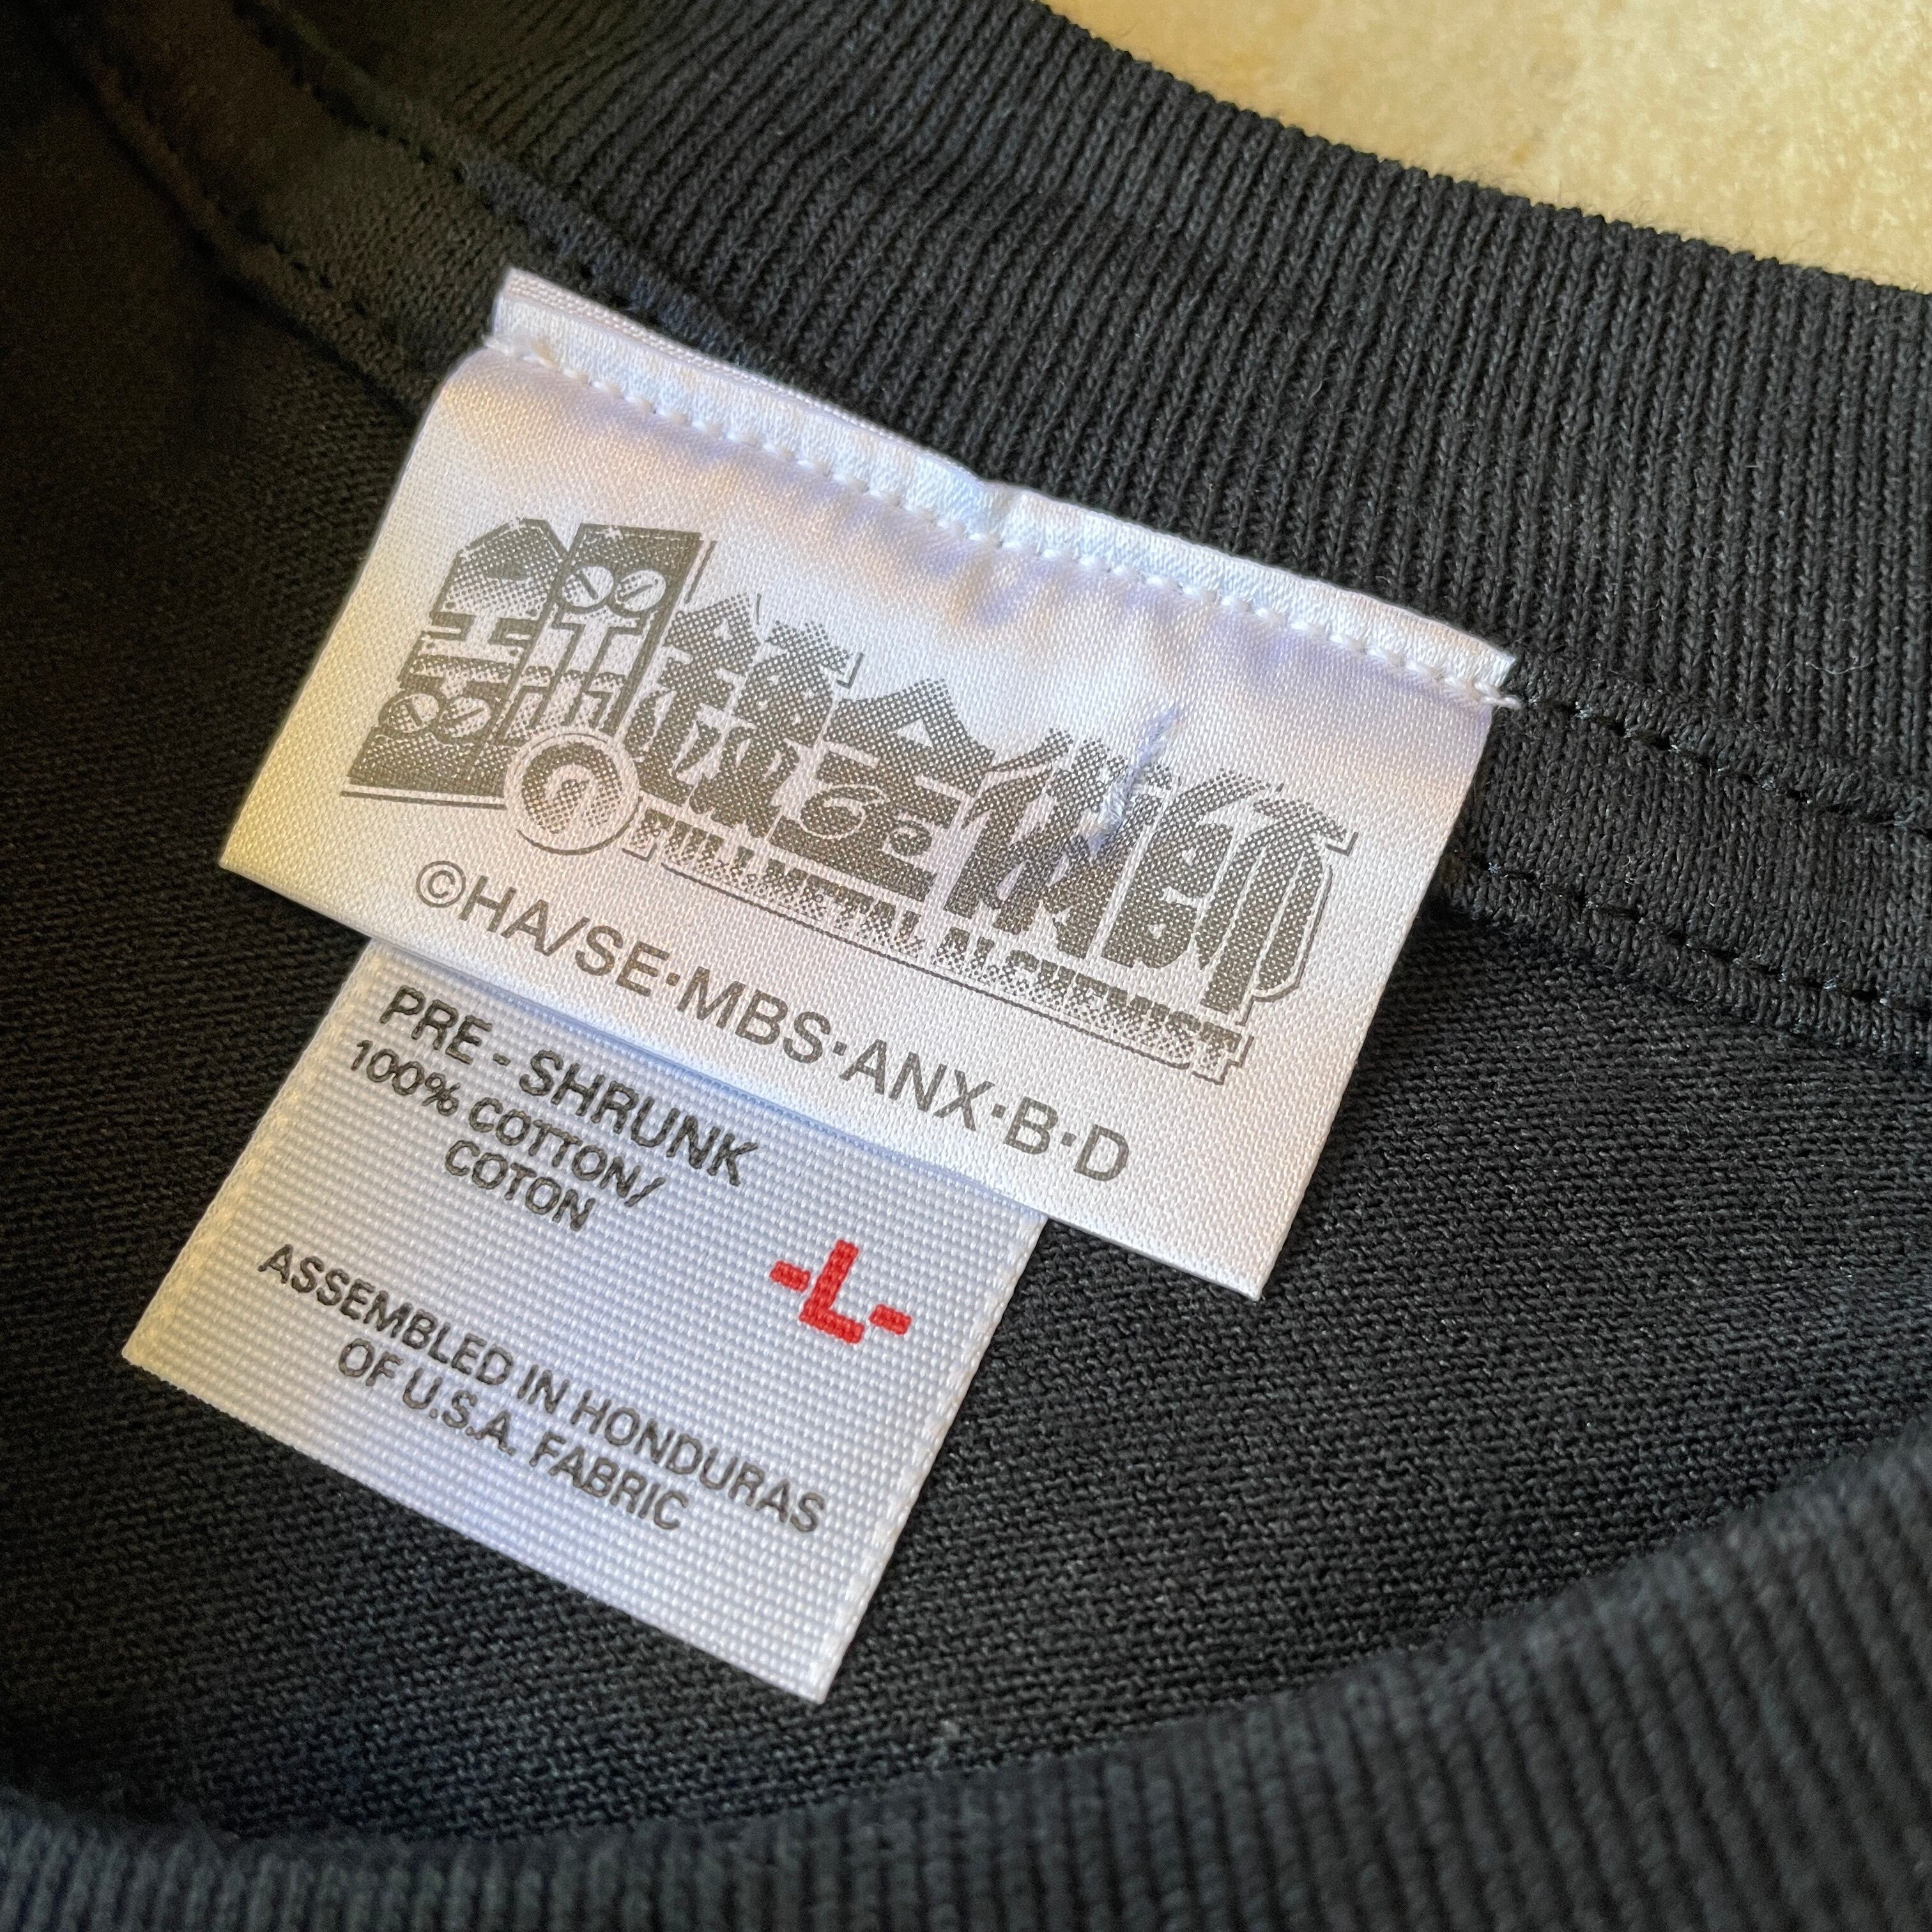 鋼の錬金術師
FULLMETAL ALCHEMIST
©HA/SE·MBS·ANX·B·D
PRE - SHRUNK
100% COTTON/
COTON
-L-
ASSEMBLED IN HONDURAS
OF U.S.A. FABRIC